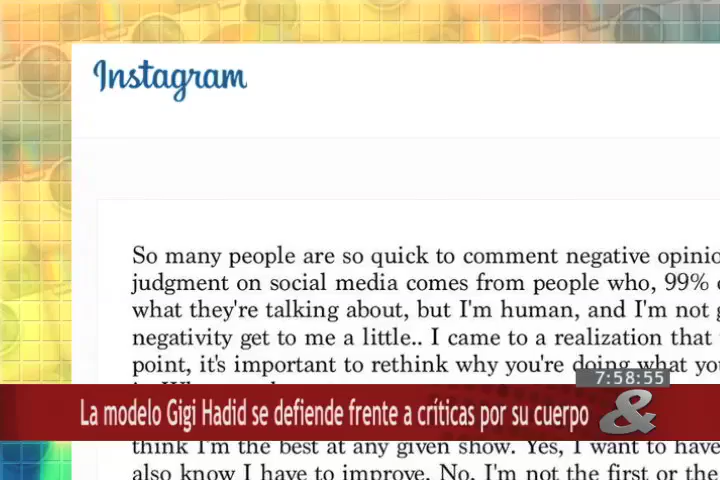 Instagram
So many people are so quick to comment negative
judgment on social media comes from people who, 99%
what they're talking about, but I'm human, and I'm not
negativity get to me a little.. I came to a realization that
point, it's important to rethink why you're doing what
7:58:55
La modelo Gigi Hadid se defiende frente a críticas por su cuerpo &
think I'm the best at any given show. Yes, I want to have
also know I have to improve. No, I'm not the first or the